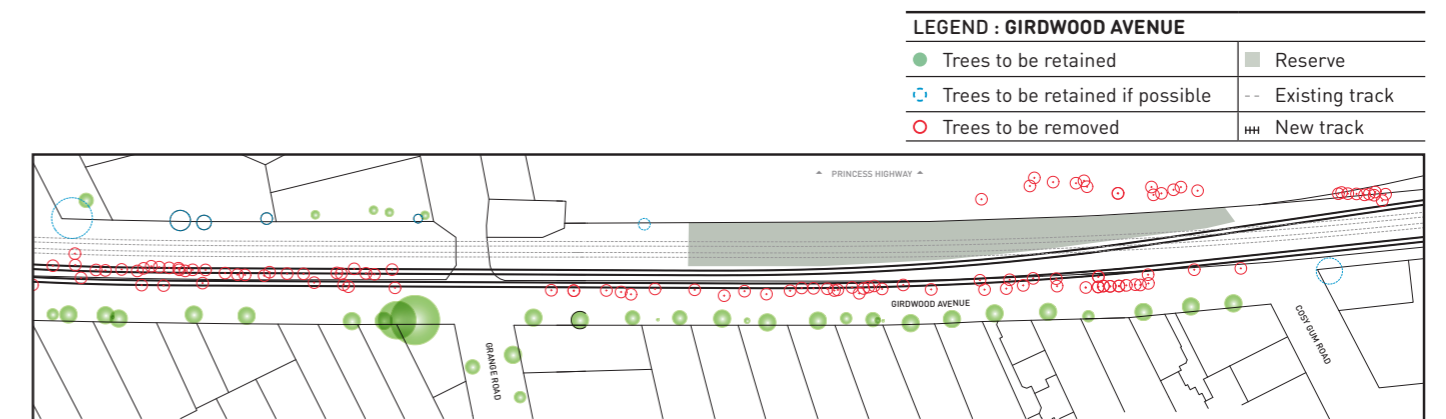 LEGEND : GIRDWOOD AVENUE
Trees to be retained
Reserve
Trees to be retained if possible
Existing track
Trees to be removed
New track
PRINCESS HIGHWAY
GIRDWOOD AVENUE
GRANGE ROAD
COSY GUM ROAD